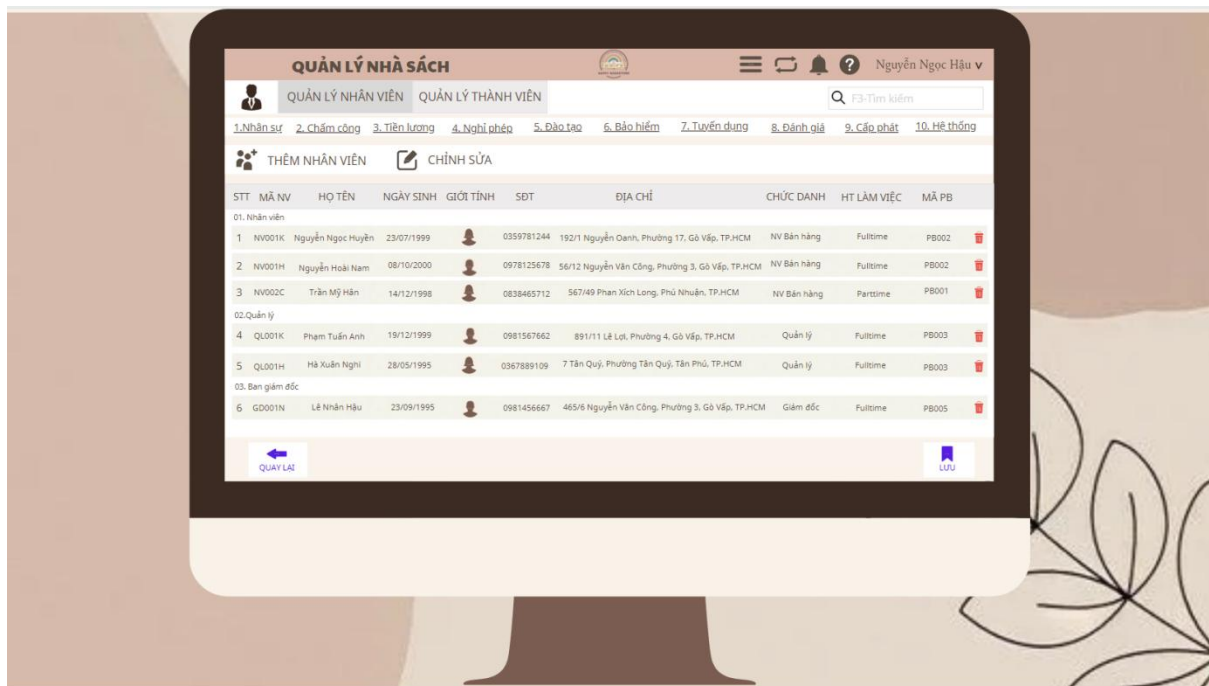 QUẢN LÝ NHÀ SÁCH
Nguyễn Ngọc Hậu v
QUẢN LÝ NHÂN VIÊN QUẢN LÝ THÀNH VIÊN F3-Tìm kiếm
1.Nhân sự 2. Chấm công 3. Tiền lương 4. Nghỉ phép 5. Đào tạo 6. Bảo hiểm 7. Tuyển dụng 8. Đánh giá 9. Cấp phát 10. Hệ thống
THÊM NHÂN VIÊN CHỈNH SỬA
STT MÃ NV HỌ TÊN NGÀY SINH GIỚI TÍNH SĐT ĐỊA CHỈ CHỨC DANH HT LÀM VIỆC MÃ PB
01. Nhân viên
1 NV001K Nguyễn Ngọc Huyền 23/07/1999 0359781244 192/1 Nguyễn Oanh, Phường 17, Gò Vấp, TP.HCM NV Bán hàng Fulltime PB002
2 NV001H Nguyễn Hoài Nam 08/10/2000 0978125678 56/12 Nguyễn Văn Công, Phường 3, Gò Vấp, TP.HCM NV Bán hàng Fulltime PB002
3 NV002C Trần Mỹ Hân 14/12/1998 0838465712 567/49 Phan Xích Long, Phú Nhuận, TP.HCM NV Bán hàng Parttime PB001
02.Quản lý
4 QL001K Phạm Tuấn Anh 19/12/1999 0981567662 891/11 Lê Lợi, Phường 4, Gò Vấp, TP.HCM Quản lý Fulltime PB003
5 QL001H Hà Xuân Nghi 28/05/1995 0367889109 7 Tân Quý, Phường Tân Quý, Tân Phú, TP.HCM Quản lý Fulltime PB003
03. Ban giám đốc
6 GD001N Lê Nhân Hậu 23/09/1995 0981456667 465/6 Nguyễn Văn Công, Phường 3, Gò Vấp, TP.HCM Giám đốc Fulltime PB005
QUAY LẠI LƯU